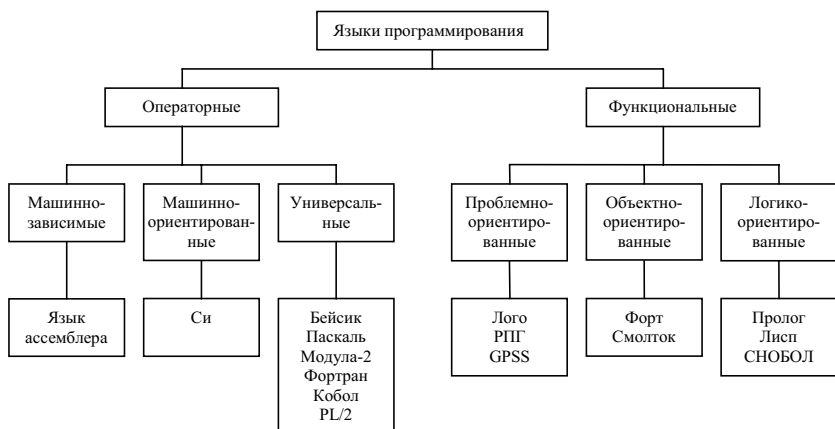 Языки программирования
Операторные
Функциональные
Машинно-
зависимые
Машинно-
ориентирован-
ные
Универсаль-
ные
Проблемно-
ориентиро-
ванные
Объектно-
ориентиро-
ванные
Логико-
ориентиро-
ванные
Язык
ассемблера
Си
Бейсик
Паскаль
Модула-2
Фортран
Кобол
PL/2
Лого
РПГ
GPSS
Форт
Смолток
Пролог
Лисп
СНОБОЛ